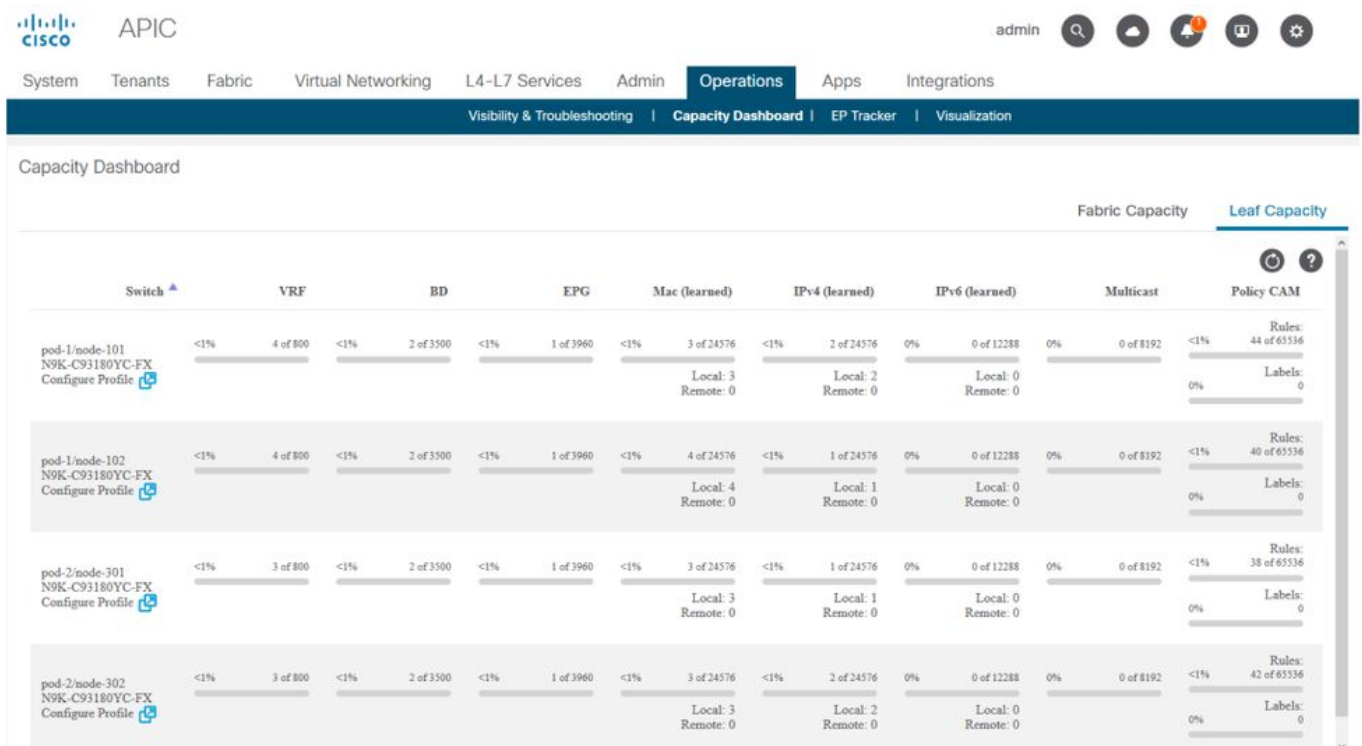 CISCO APIC admin 1
System Tenants Fabric Virtual Networking L4-L7 Services Admin Operations Apps Integrations
Visibility & Troubleshooting | Capacity Dashboard | EP Tracker | Visualization
Capacity Dashboard
Fabric Capacity Leaf Capacity
?
Switch VRF BD EPG Mac (learned) IPv4 (learned) IPv6 (learned) Multicast Policy CAM
pod-1/node-101
N9K-C93180YC-FX
Configure Profile
<1% 4 of 800 <1% 2 of 3500 <1% 1 of 3960 <1% 3 of 24576 <1% 2 of 24576 0% 0 of 12288 0% 0 of 8192 <1% Rules: 44 of 65536
Local: 3 Local: 2 Local: 0
Remote: 0 Remote: 0 Remote: 0
0% Labels: 0
pod-1/node-102
N9K-C93180YC-FX
Configure Profile
<1% 4 of 800 <1% 2 of 3500 <1% 1 of 3960 <1% 4 of 24576 <1% 1 of 24576 0% 0 of 12288 0% 0 of 8192 <1% Rules: 40 of 65536
Local: 4 Local: 1 Local: 0
Remote: 0 Remote: 0 Remote: 0
0% Labels: 0
pod-2/node-301
N9K-C93180YC-FX
Configure Profile
<1% 3 of 800 <1% 2 of 3500 <1% 1 of 3960 <1% 3 of 24576 <1% 1 of 24576 0% 0 of 12288 0% 0 of 8192 <1% Rules: 38 of 65536
Local: 3 Local: 1 Local: 0
Remote: 0 Remote: 0 Remote: 0
0% Labels: 0
pod-2/node-302
N9K-C93180YC-FX
Configure Profile
<1% 3 of 800 <1% 2 of 3500 <1% 1 of 3960 <1% 3 of 24576 <1% 2 of 24576 0% 0 of 12288 0% 0 of 8192 <1% Rules: 42 of 65536
Local: 3 Local: 2 Local: 0
Remote: 0 Remote: 0 Remote: 0
0% Labels: 0